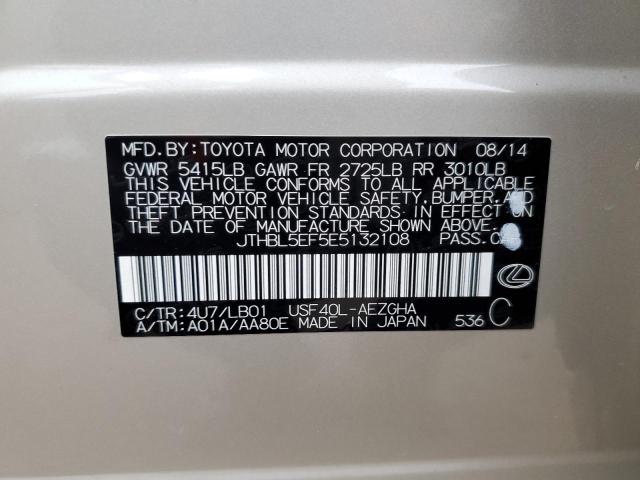 MFD.BY:TOYOTA MOTOR CORPORATION 08/14
GVWR 5415LB GAWR FR 2725LB RR 3010LB
THIS VEHICLE CONFORMS TO ALL APPLICABLE
FEDERAL MOTOR VEHICLE SAFETY,BUMPER,AND
THEFT PREVENTION STANDARDS IN EFFECT ON
THE DATE OF MANUFACTURE SHOWN ABOVE.
JTHBL5EF5E5132108 PASS.CAR
C/TR:4U7/LB01 USF40L-AEZGHA
A/TM:A01A/AA80E MADE IN JAPAN 536 C